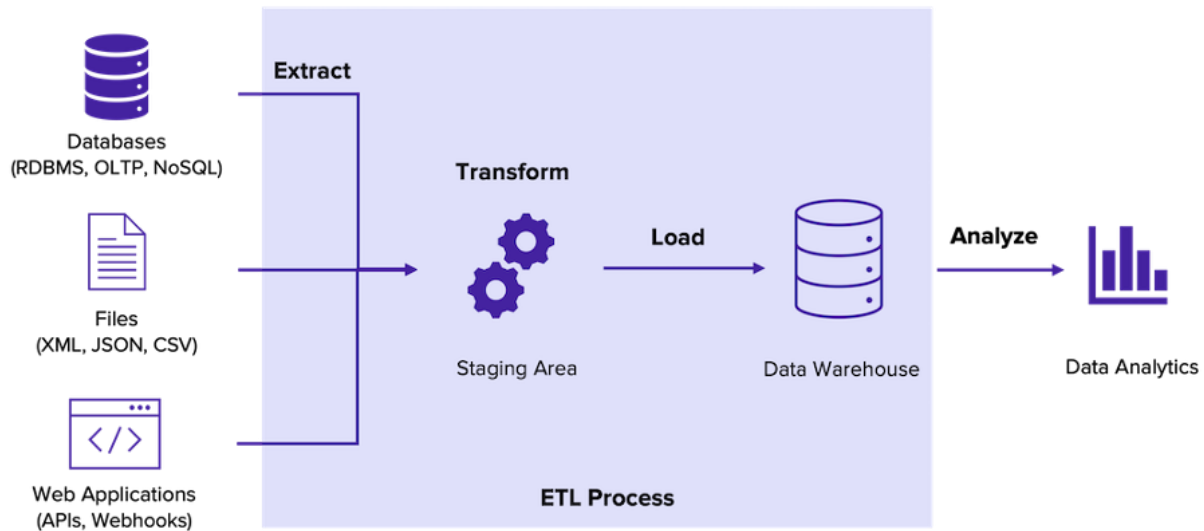 Extract
Databases
(RDBMS, OLTP, NoSQL)
Files
(XML, JSON, CSV)
Web Applications
(APIs, Webhooks)
Transform
Staging Area
Load
Data Warehouse
Analyze
Data Analytics
ETL Process